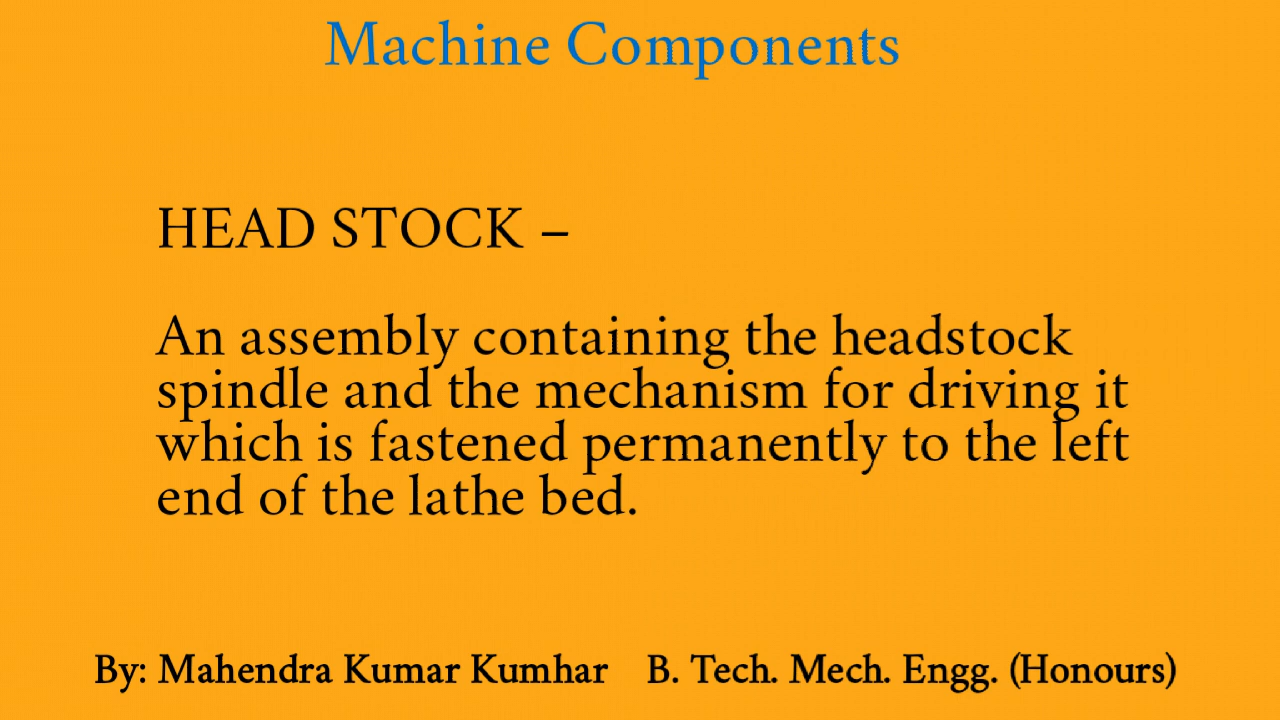 Machine Components
HEAD STOCK –
An assembly containing the headstock
spindle and the mechanism for driving it
which is fastened permanently to the left
end of the lathe bed.
By: Mahendra Kumar Kumhar B. Tech. Mech. Engg. (Honours)